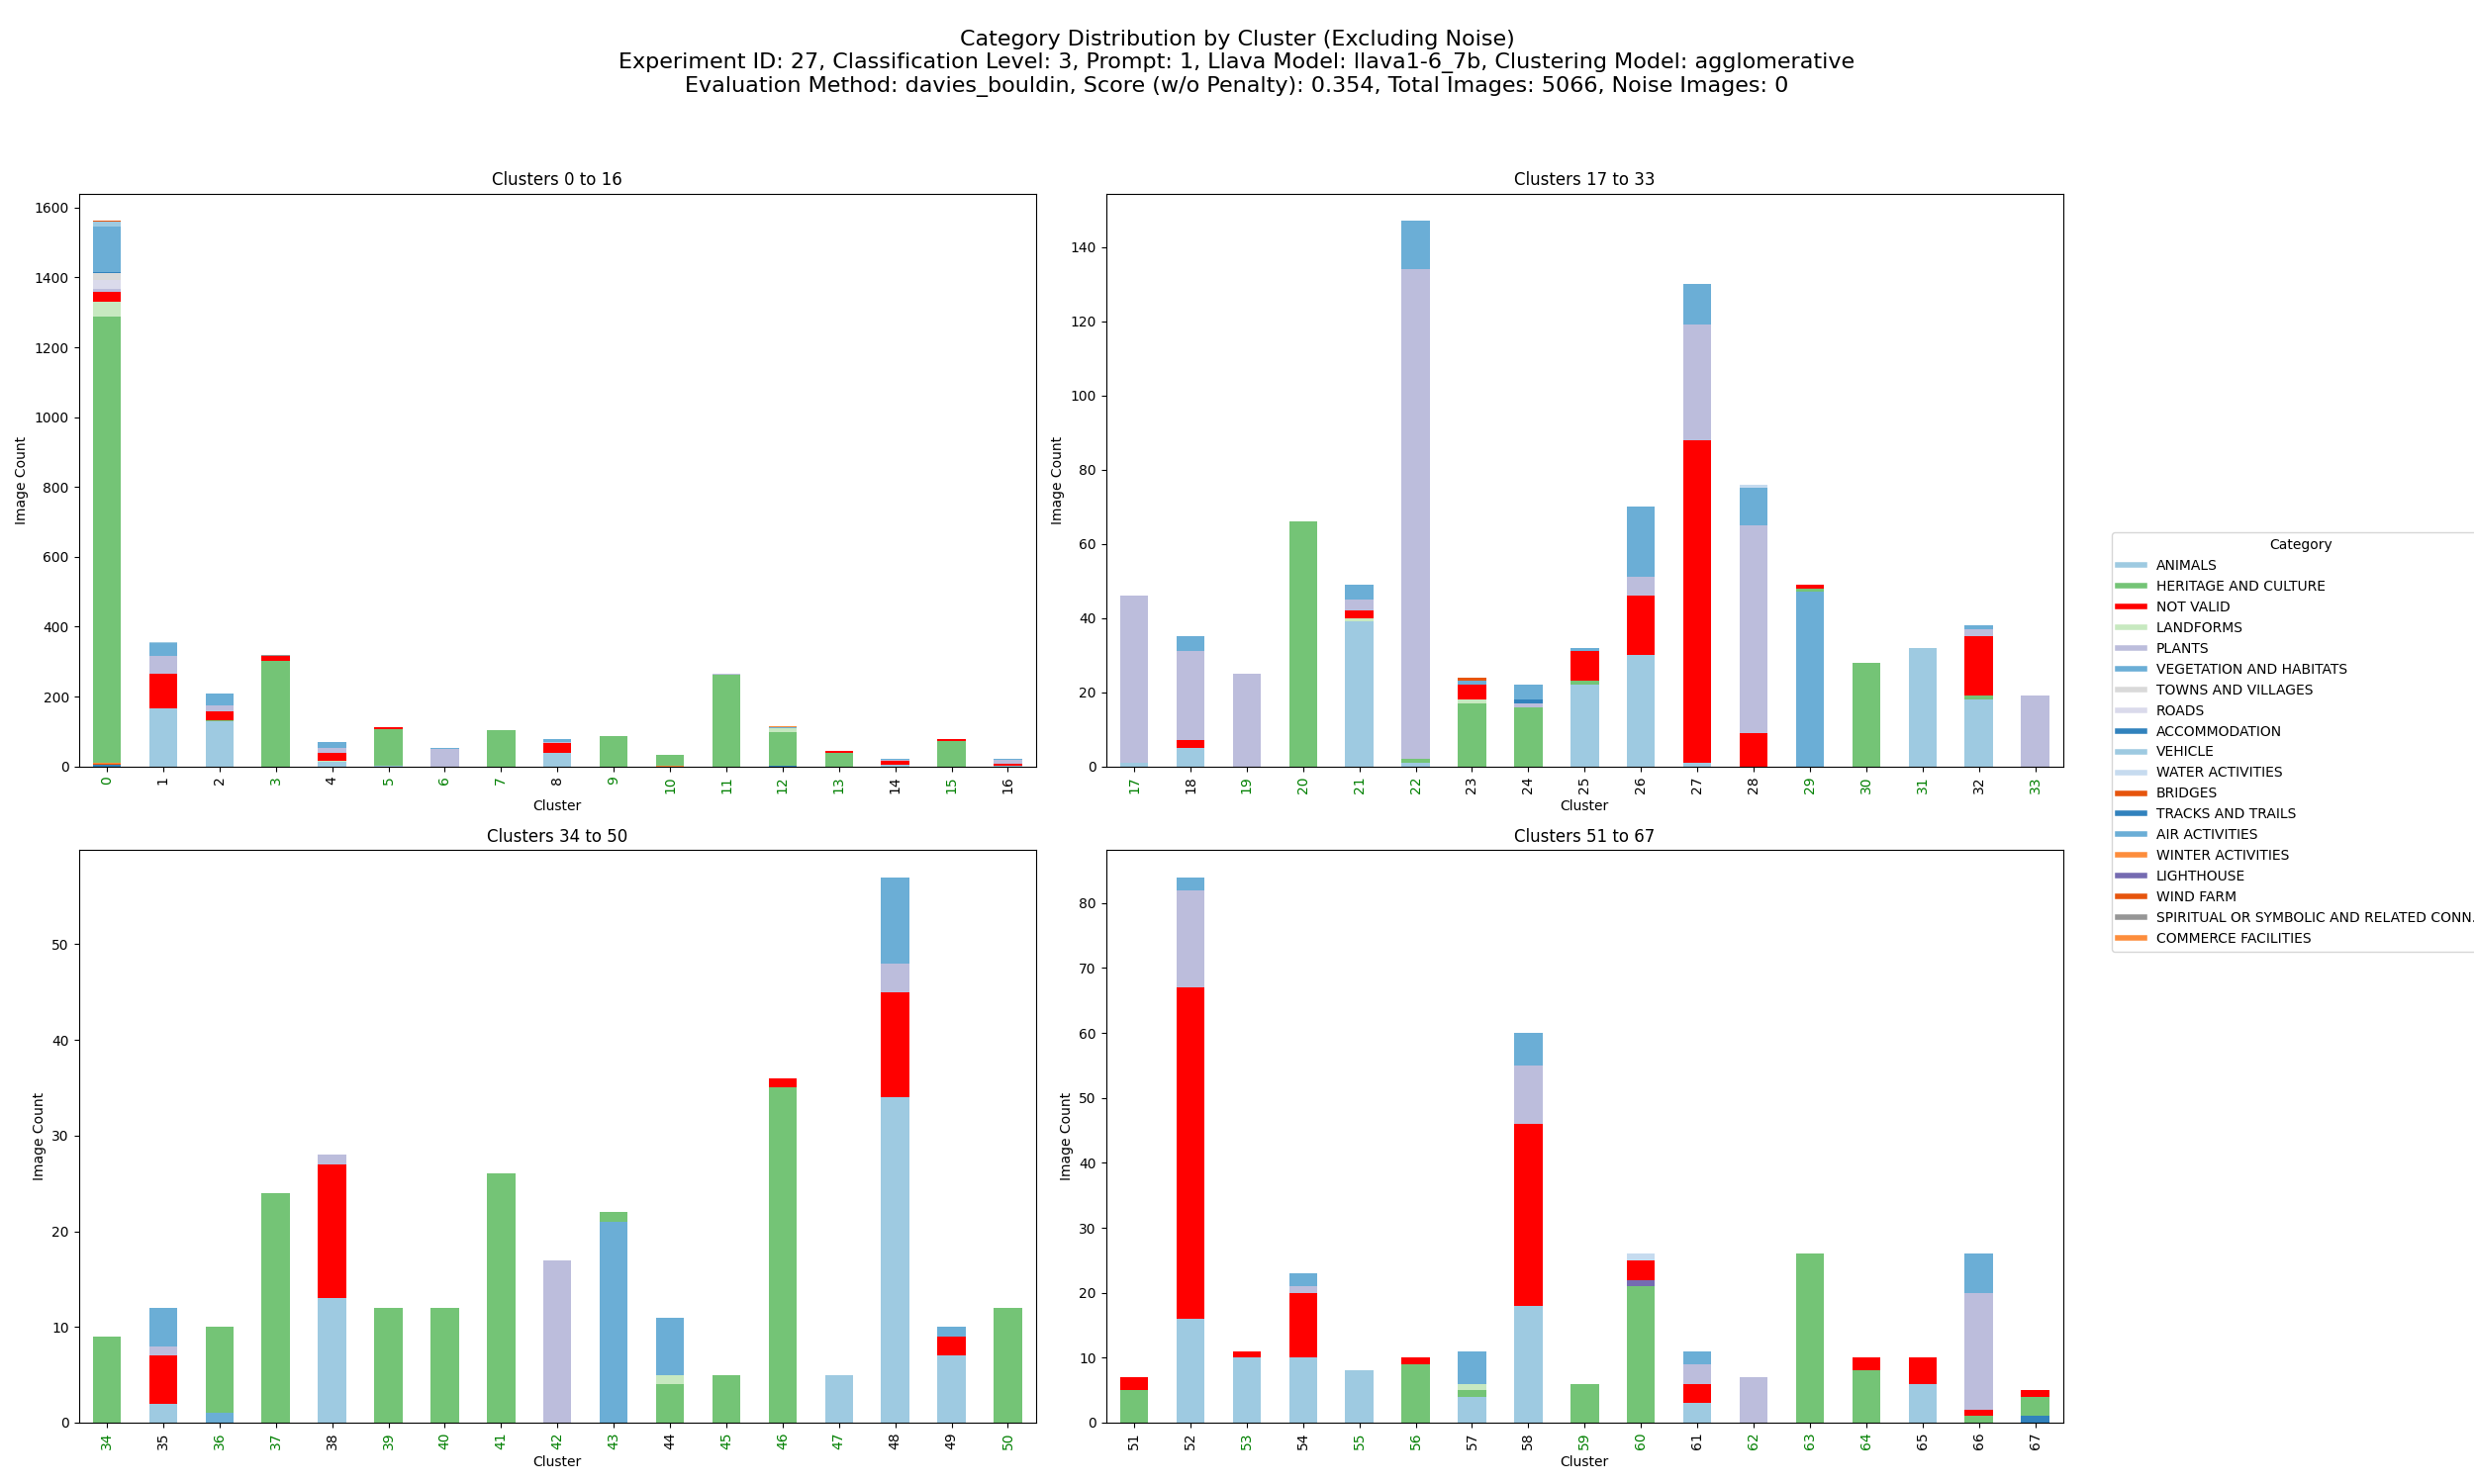 Category Distribution by Cluster (Excluding Noise)
Experiment ID: 27, Classification Level: 3, Prompt: 1, Llava Model: llava1-6_7b, Clustering Model: agglomerative
Evaluation Method: davies_bouldin, Score (w/o Penalty): 0.354, Total Images: 5066, Noise Images: 0
Clusters 0 to 16
1600
1400
1200
1000
800
600
400
200
0
Image Count
0 1 2 3 4 5 6 7 8 9 10 11 12 13 14 15 16
Cluster
Clusters 17 to 33
140
120
100
80
60
40
20
0
Image Count
17 18 19 20 21 22 23 24 25 26 27 28 29 30 31 32 33
Cluster
Clusters 34 to 50
50
40
30
20
10
0
Image Count
34 35 36 37 38 39 40 41 42 43 44 45 46 47 48 49 50
Cluster
Clusters 51 to 67
80
70
60
50
40
30
20
10
0
Image Count
51 52 53 54 55 56 57 58 59 60 61 62 63 64 65 66 67
Cluster
Category
ANIMALS
HERITAGE AND CULTURE
NOT VALID
LANDFORMS
PLANTS
VEGETATION AND HABITATS
TOWNS AND VILLAGES
ROADS
ACCOMMODATION
VEHICLE
WATER ACTIVITIES
BRIDGES
TRACKS AND TRAILS
AIR ACTIVITIES
WINTER ACTIVITIES
LIGHTHOUSE
WIND FARM
SPIRITUAL OR SYMBOLIC AND RELATED CONN.
COMMERCE FACILITIES